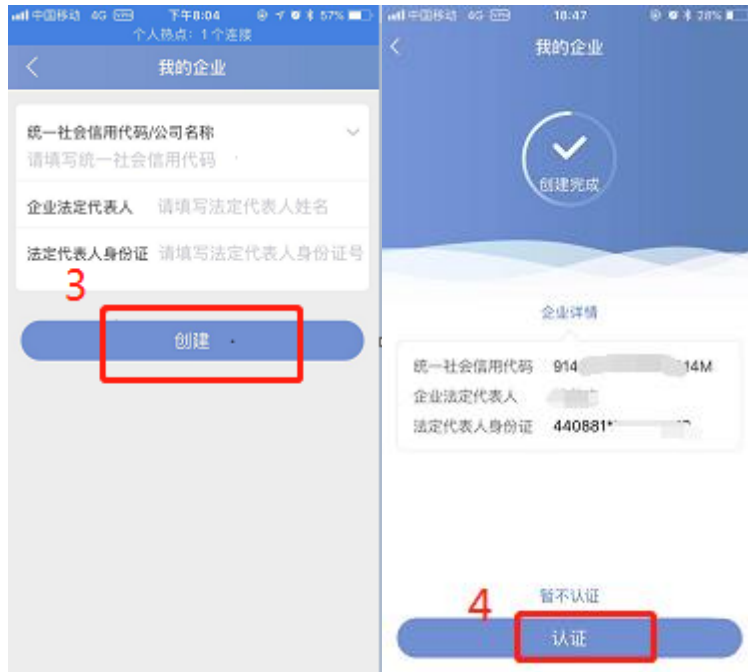 中国移动 4G VPN 下午8:04 57%
个人热点：1个连接
我的企业
统一社会信用代码/公司名称
请填写统一社会信用代码
企业法定代表人 请填写法定代表人姓名
法定代表人身份证 请填写法定代表人身份证号
3
创建
中国移动 4G VPN 18:47 28%
我的企业
创建完成
企业详情
统一社会信用代码 914 14M
企业法定代表人
法定代表人身份证 440881*
暂不认证
4
认证